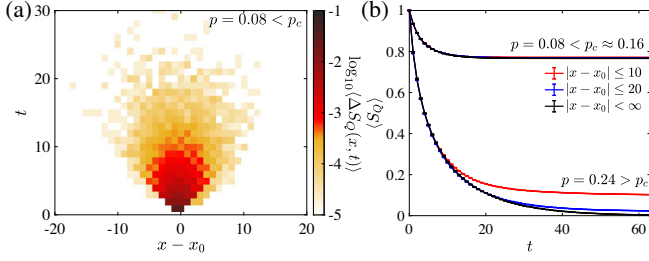 (a)
p = 0.08 < p_c
30
20
10
0
t
-20 -10 0 10 20
x − x_0
-1
-2
-3
-4
-5
log_10⟨ΔS_Q(x, t)⟩
(b)
1
0.8
0.6
0.4
0.2
0
⟨S_Q⟩
p = 0.08 < p_c ≈ 0.16
|x − x_0| ≤ 10
|x − x_0| ≤ 20
|x − x_0| < ∞
p = 0.24 > p_c
0 20 40 60
t